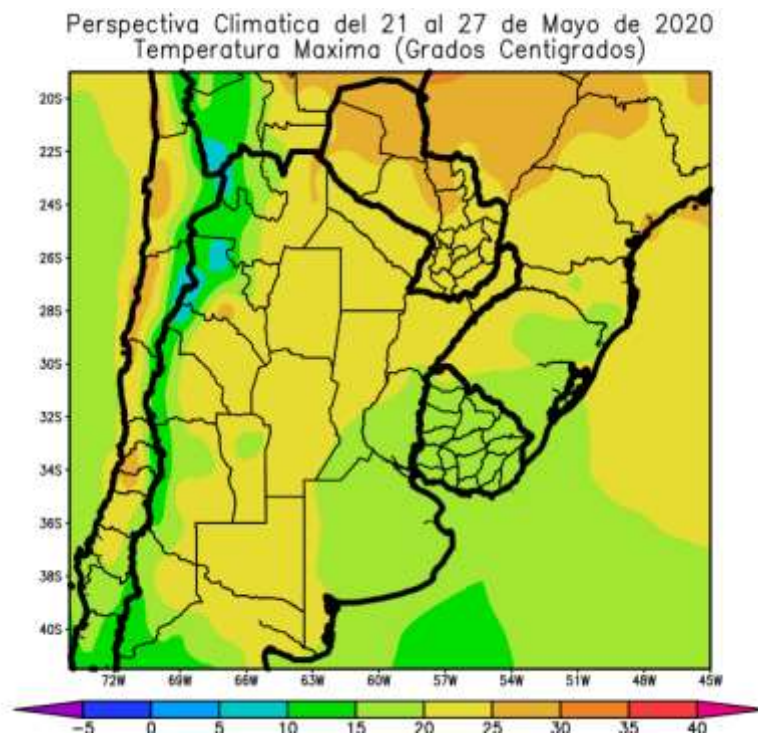 Perspectiva Climatica del 21 al 27 de Mayo de 2020
Temperatura Maxima (Grados Centigrados)
20S
22S
24S
26S
28S
30S
32S
34S
36S
38S
40S
72W 69W 66W 63W 60W 57W 54W 51W 48W 45W
-5 0 5 10 15 20 25 30 35 40